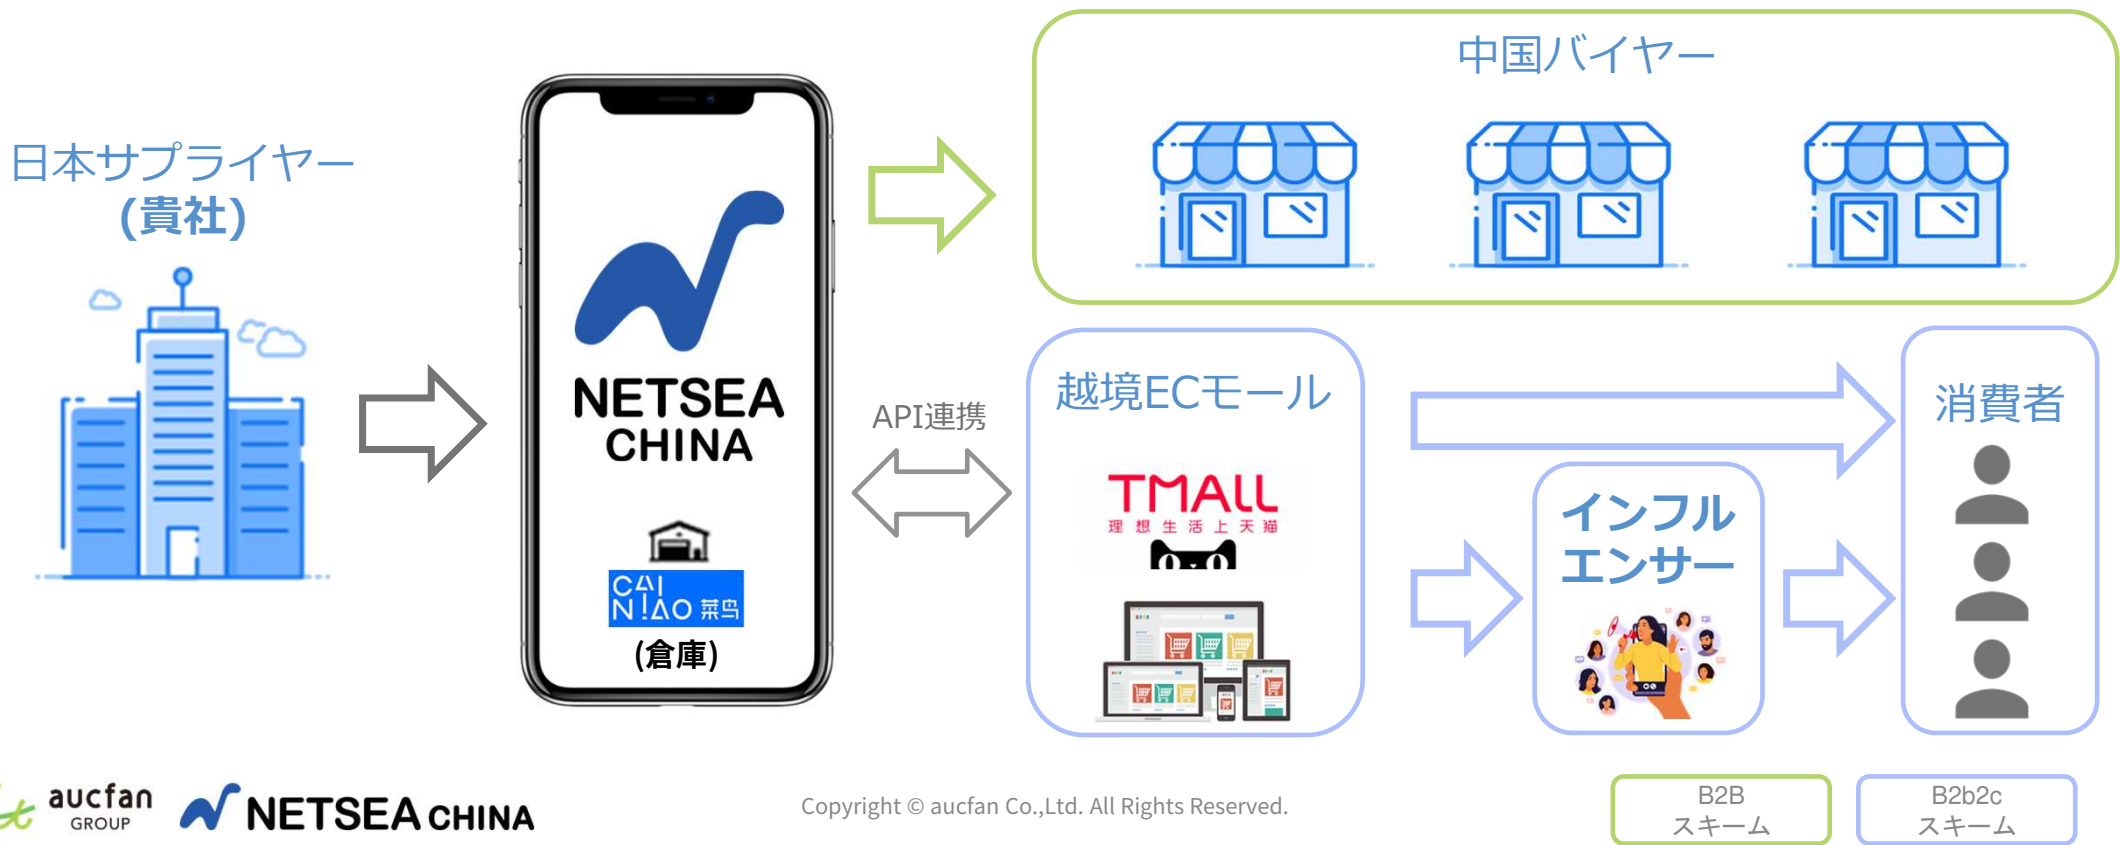 中国バイヤー
日本サプライヤー
(貴社)
NETSEA
CHINA
CAI
NIAO 菜鸟
(倉庫)
API連携
越境ECモール
TMALL
理想生活上天猫
インフル
エンサー
消費者
aucfan
GROUP
NETSEA CHINA
Copyright © aucfan Co.,Ltd. All Rights Reserved.
B2B
スキーム
B2b2c
スキーム